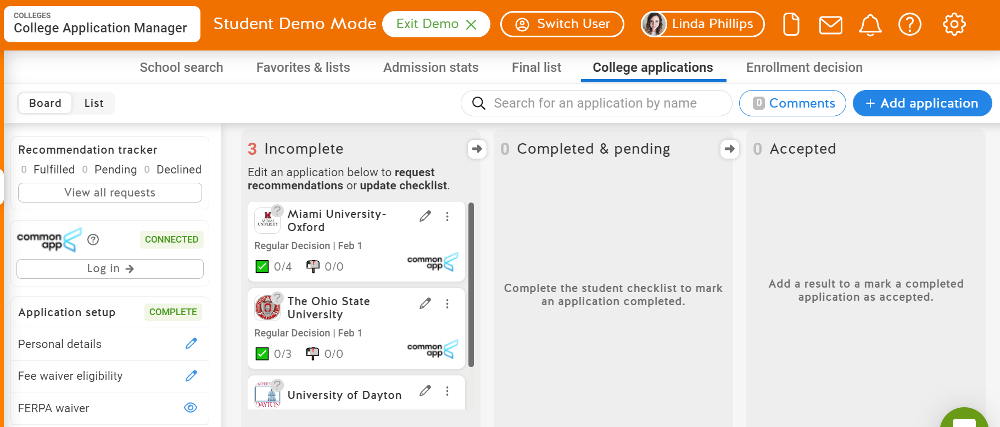 COLLEGES
College Application Manager
Student Demo Mode
Exit Demo
Switch User
Linda Phillips
School search
Favorites & lists
Admission stats
Final list
College applications
Enrollment decision
Board
List
Search for an application by name
0 Comments
+ Add application
Recommendation tracker
0 Fulfilled 0 Pending 0 Declined
View all requests
common app
CONNECTED
Log in →
Application setup
COMPLETE
Personal details
Fee waiver eligibility
FERPA waiver
3 Incomplete
Edit an application below to request
recommendations or update checklist.
MIAMI
UNIVERSITY
Miami University-
Oxford
Regular Decision | Feb 1
0/4
0/0
common app
The Ohio State
University
1870
Regular Decision | Feb 1
0/3
0/0
common app
DAYTON
University of Dayton
0 Completed & pending
Complete the student checklist to mark
an application completed.
0 Accepted
Add a result to a mark a completed
application as accepted.